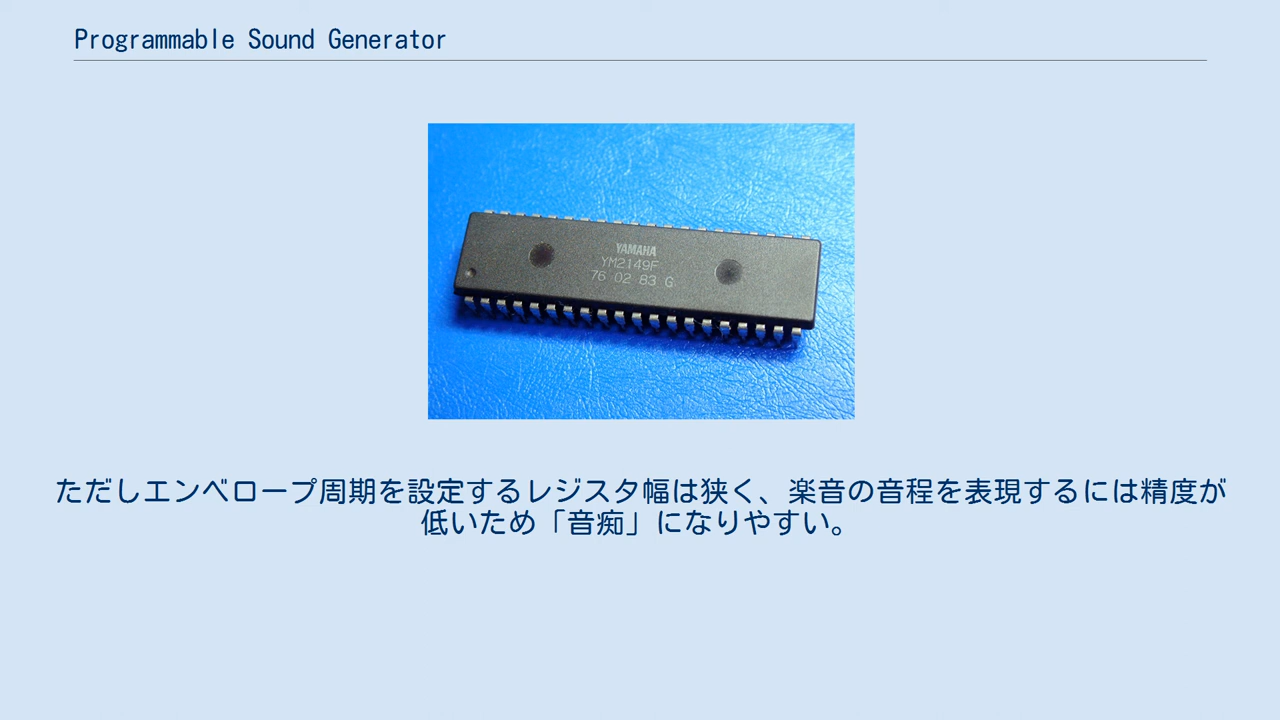 Programmable Sound Generator
YAMAHA
YM2149F
76 02 83 G
ただしエンベロープ周期を設定するレジスタ幅は狭く、楽音の音程を表現するには精度が
低いため「音痴」になりやすい。